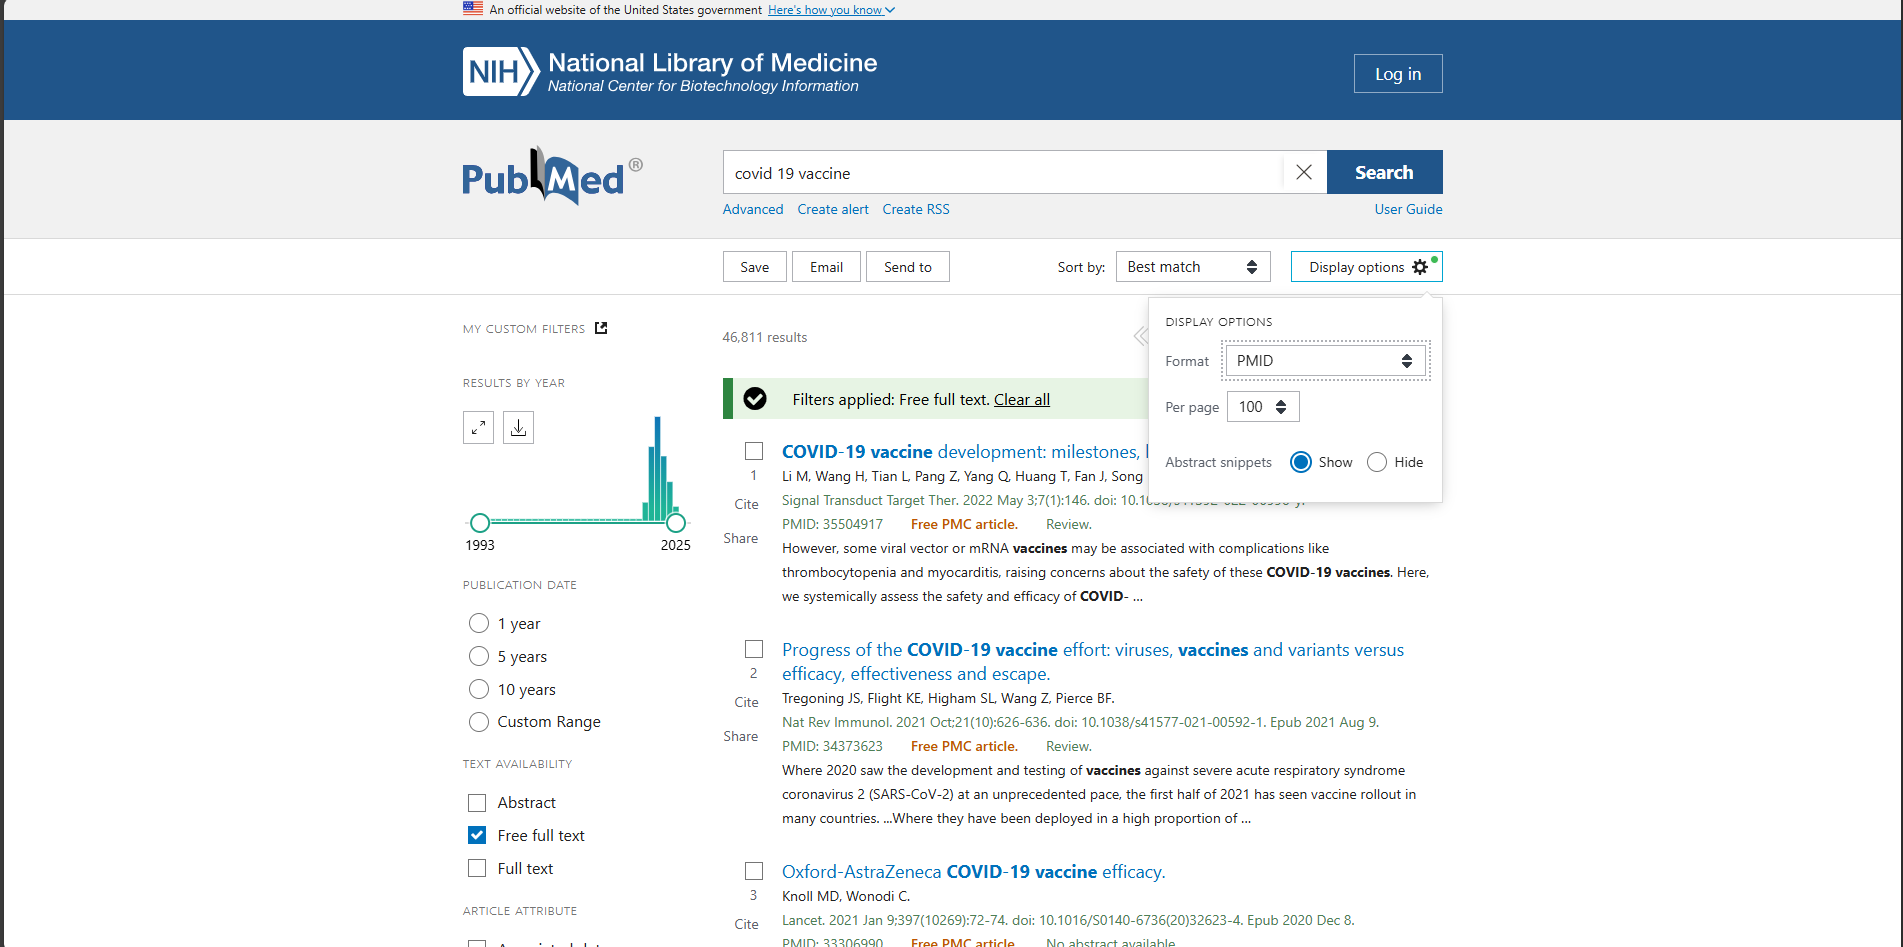 An official website of the United States government Here's how you know
NIH National Library of Medicine
National Center for Biotechnology Information
Log in
PubMed®
covid 19 vaccine
Search
Advanced Create alert Create RSS User Guide
Save Email Send to Sort by: Best match Display options
MY CUSTOM FILTERS
RESULTS BY YEAR
1993 2025
PUBLICATION DATE
1 year
5 years
10 years
Custom Range
TEXT AVAILABILITY
Abstract
Free full text
Full text
ARTICLE ATTRIBUTE
46,811 results
DISPLAY OPTIONS
Format PMID
Per page 100
Abstract snippets Show Hide
Filters applied: Free full text. Clear all
COVID-19 vaccine development: milestones,
1
Cite
Share
Li M, Wang H, Tian L, Pang Z, Yang Q, Huang T, Fan J, Song
Signal Transduct Target Ther. 2022 May 3;7(1):146. doi:
PMID: 35504917 Free PMC article. Review.
However, some viral vector or mRNA vaccines may be associated with complications like
thrombocytopenia and myocarditis, raising concerns about the safety of these COVID-19 vaccines. Here,
we systemically assess the safety and efficacy of COVID- ...
Progress of the COVID-19 vaccine effort: viruses, vaccines and variants versus
efficacy, effectiveness and escape.
2
Cite
Share
Tregoning JS, Flight KE, Higham SL, Wang Z, Pierce BF.
Nat Rev Immunol. 2021 Oct;21(10):626-636. doi: 10.1038/s41577-021-00592-1. Epub 2021 Aug 9.
PMID: 34373623 Free PMC article. Review.
Where 2020 saw the development and testing of vaccines against severe acute respiratory syndrome
coronavirus 2 (SARS-CoV-2) at an unprecedented pace, the first half of 2021 has seen vaccine rollout in
many countries. ...Where they have been deployed in a high proportion of ...
Oxford-AstraZeneca COVID-19 vaccine efficacy.
3
Cite
Knoll MD, Wonodi C.
Lancet. 2021 Jan 9;397(10269):72-74. doi: 10.1016/S0140-6736(20)32623-4. Epub 2020 Dec 8.
PMID: 33306990 Free PMC article. No abstract available.